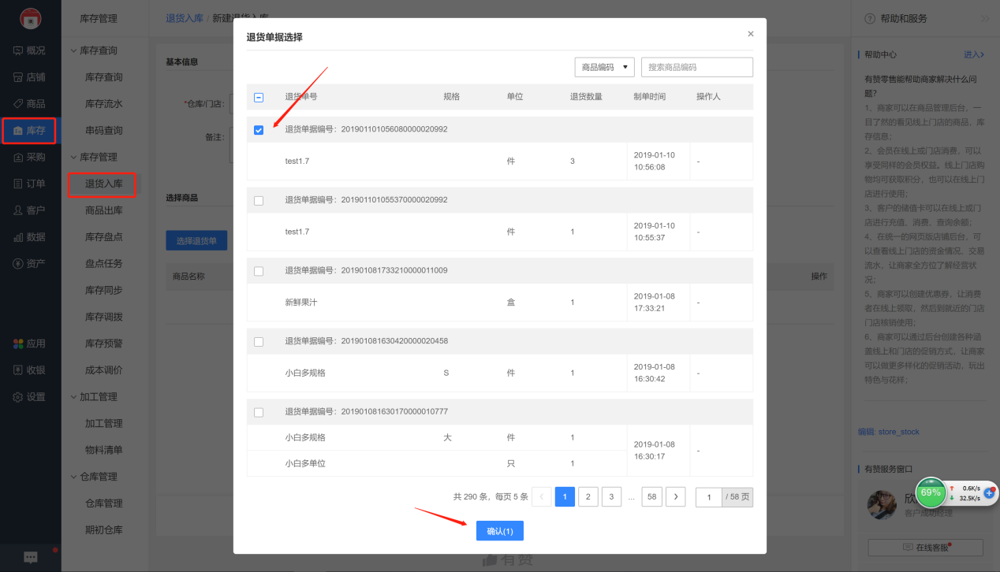 概况
店铺
商品
库存
采购
订单
客户
数据
资产
应用
收银
设置
库存管理
库存查询
库存查询
库存流水
串码查询
库存管理
退货入库
商品出库
库存盘点
盘点任务
库存同步
库存调拨
库存预警
成本调价
加工管理
加工管理
物料清单
仓库管理
仓库管理
期初仓库
退货入库 / 新建退货入库
基本信息
*仓库/门店:
备注:
选择商品
选择退货单
商品名称
操作
退货单据选择
×
商品编码 ▼ 搜索商品编码
退货单号 规格 单位 退货数量 制单时间 操作人
退货单据编号: 201901101056080000020992
test1.7 件 3 2019-01-10 10:56:08 -
退货单据编号: 201901101055370000020992
test1.7 件 1 2019-01-10 10:55:37 -
退货单据编号: 201901081733210000011009
新鲜果汁 盒 1 2019-01-08 17:33:21 -
退货单据编号: 201901081630420000020458
小白多规格 S 件 1 2019-01-08 16:30:42 -
退货单据编号: 201901081630170000010777
小白多规格 大 件 1 2019-01-08 16:30:17 -
小白多单位 只 1
共 290 条, 每页 5 条 < 1 2 3 ... 58 > 1 / 58 页
确认(1)
有赞
帮助和服务
帮助中心 进入>
有赞零售能帮助商家解决什么问
题?
1、商家可以在商品管理后台,一
目了然的看见线上门店的商品, 库
存信息;
2、会员在线上或门店消费,可以
享受同样的会员权益。线上门店购
物均可获取积分, 也可以在线上门
店进行使用;
3、客户的储值卡可以在线上或门
店进行充值、消费、查询余额;
4、在统一的网页版店铺后台,可
以查看线上门店的资金情况、交易
流水, 让商家全方位了解经营状
况;
5、商家可以创建优惠券, 让消费
者在线上领取, 然后到就近的门店
门店核销使用;
6、商家可以通过后台创建各种涵
盖线上和门店的促销方式, 让商家
可以做更多样化的促销活动, 玩出
特色与花样;
编辑: store_stock
有赞服务窗口
69%
0.6K/s
32.5K/s
欣
客户成功经理
在线客服